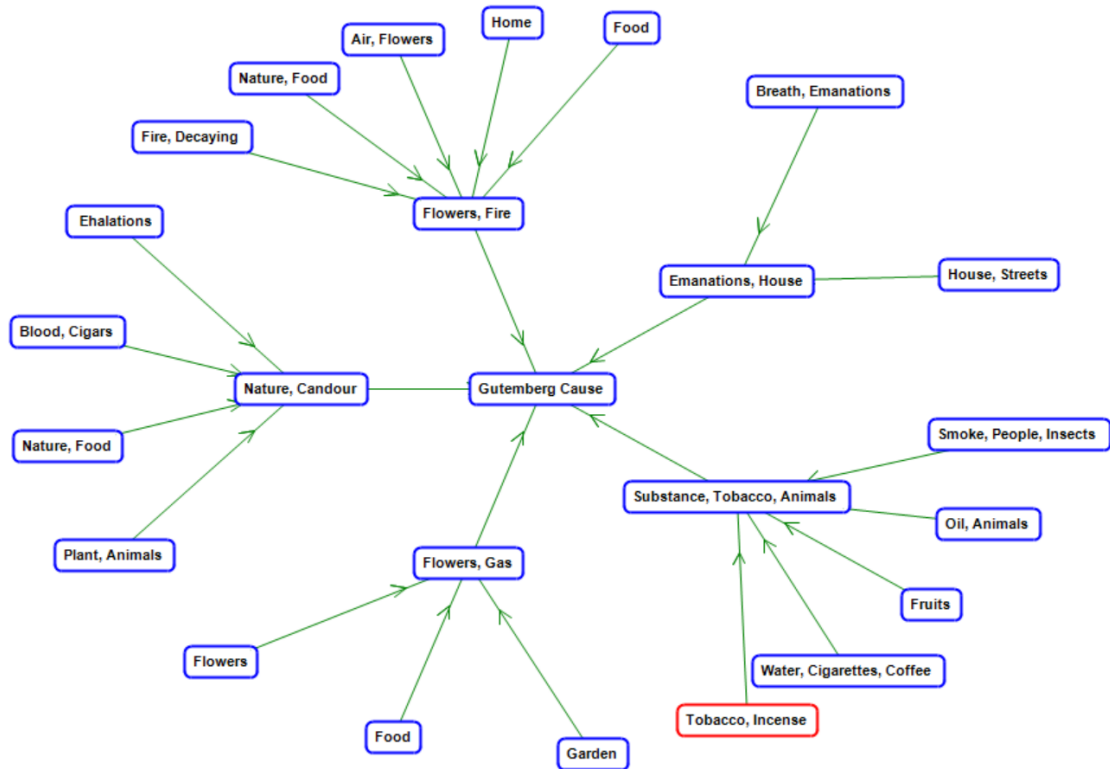 Home
Food
Air, Flowers
Nature, Food
Breath, Emanations
Fire, Decaying
Flowers, Fire
Ehalations
Emanations, House
House, Streets
Blood, Cigars
Nature, Candour
Gutemberg Cause
Nature, Food
Smoke, People, Insects
Substance, Tobacco, Animals
Oil, Animals
Plant, Animals
Flowers, Gas
Fruits
Flowers
Water, Cigarettes, Coffee
Tobacco, Incense
Food
Garden